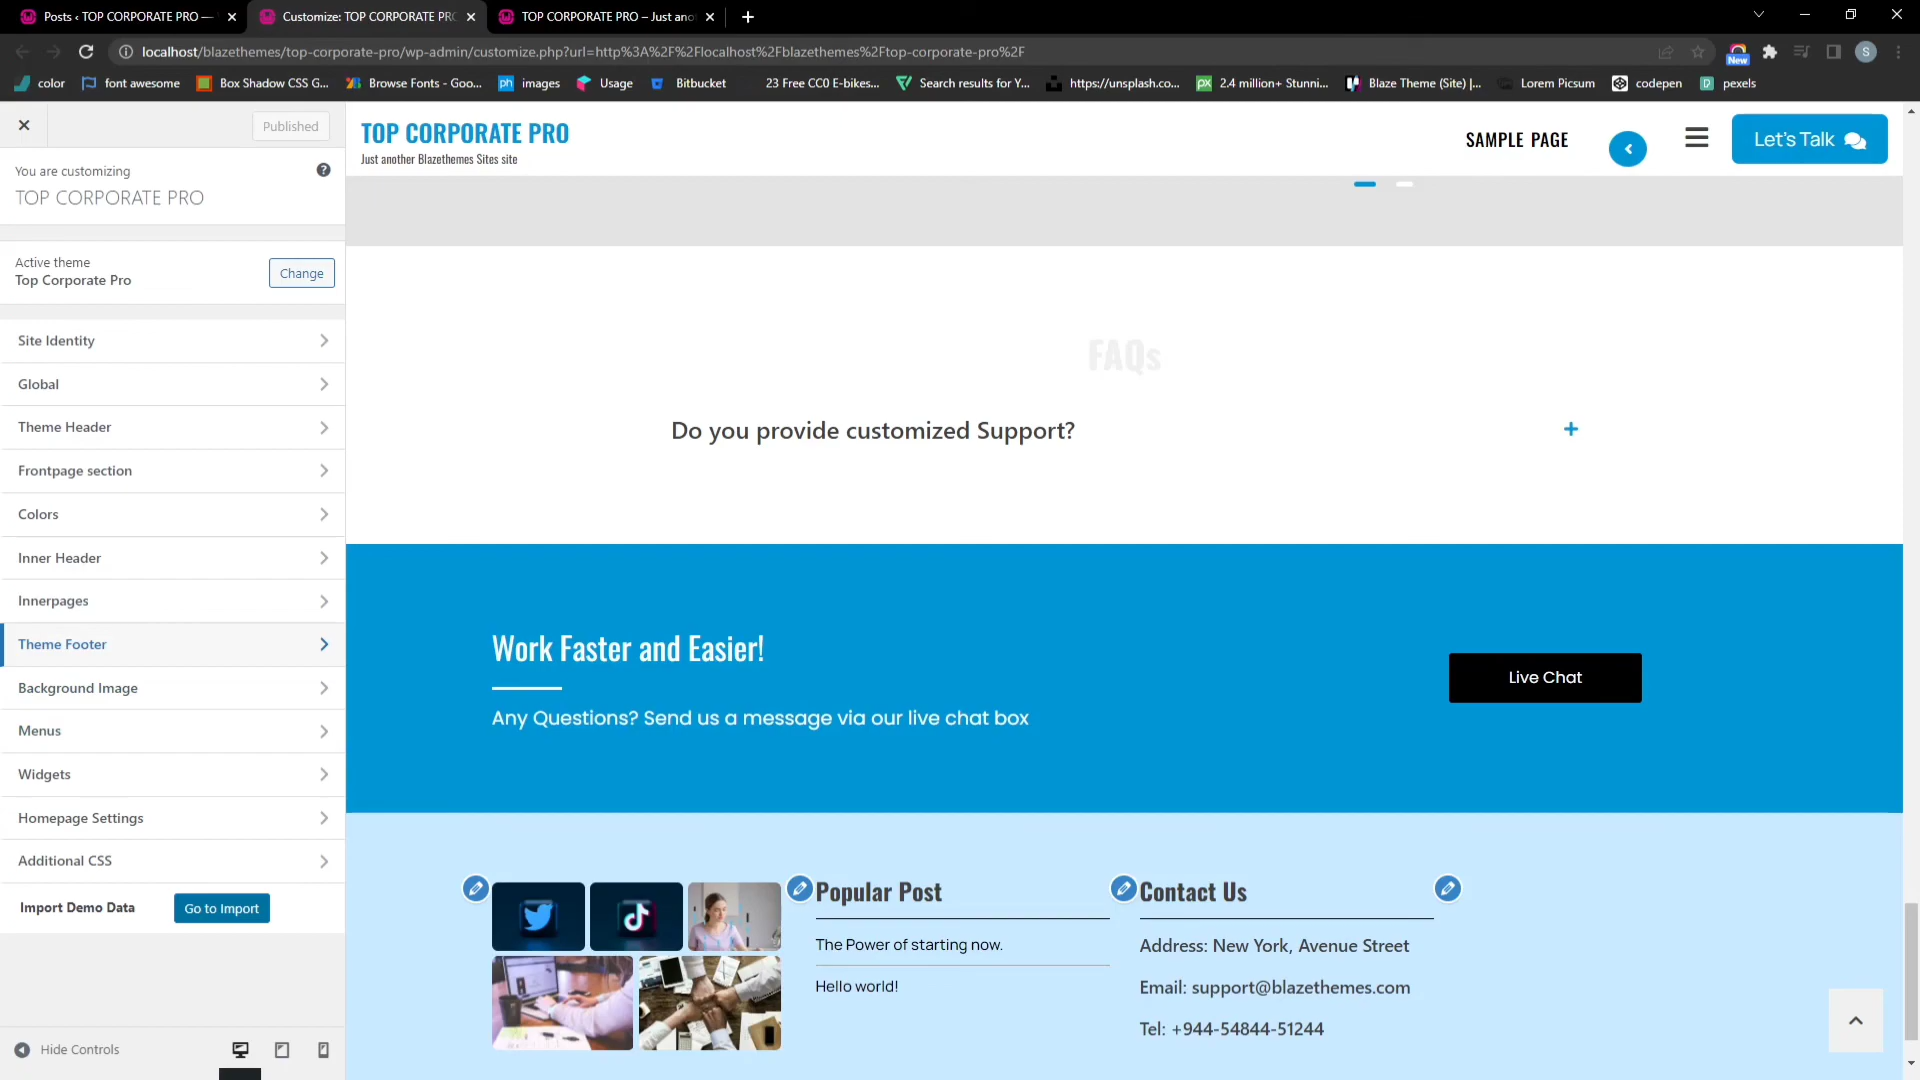 Posts ‹ TOP CORPORATE PRO —
Customize: TOP CORPORATE PRO
TOP CORPORATE PRO – Just ano
localhost/blazethemes/top-corporate-pro/wp-admin/customize.php?url=http%3A%2F%2Flocalhost%2Fblazethemes%2Ftop-corporate-pro%2F
New
S
color
font awesome
Box Shadow CSS G...
Browse Fonts - Goo...
ph images
Usage
Bitbucket
23 Free CC0 E-bikes...
Search results for Y...
https://unsplash.co...
px 2.4 million+ Stunni...
Blaze Theme (Site) |...
Lorem Picsum
codepen
pexels
Published
You are customizing
TOP CORPORATE PRO
Active theme
Top Corporate Pro
Change
Site Identity
Global
Theme Header
Frontpage section
Colors
Inner Header
Innerpages
Theme Footer
Background Image
Menus
Widgets
Homepage Settings
Additional CSS
Import Demo Data
Go to Import
Hide Controls
TOP CORPORATE PRO
Just another Blazethemes Sites site
SAMPLE PAGE
Let's Talk
FAQs
Do you provide customized Support?
Work Faster and Easier!
Any Questions? Send us a message via our live chat box
Live Chat
Popular Post
The Power of starting now.
Hello world!
Contact Us
Address: New York, Avenue Street
Email: support@blazethemes.com
Tel: +944-54844-51244